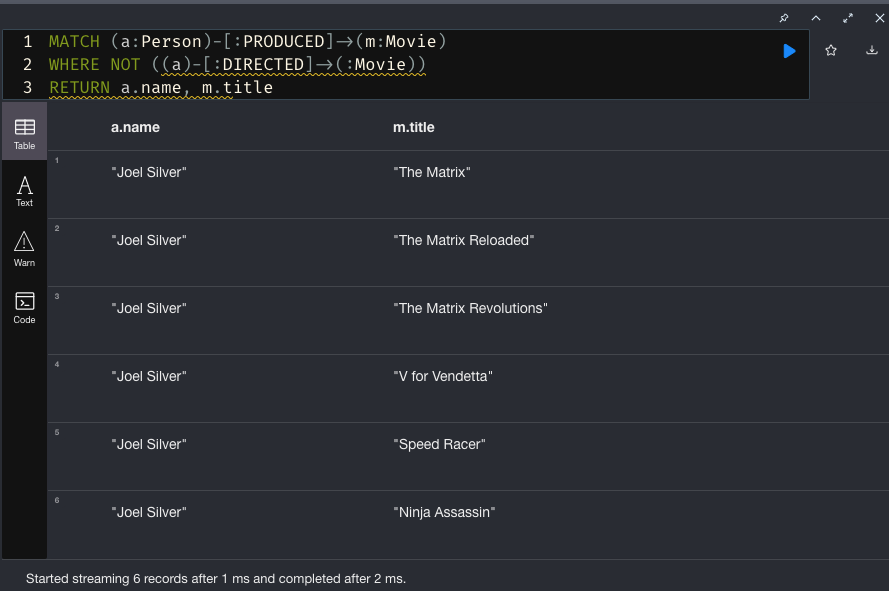 1 MATCH (a:Person)-[:PRODUCED]->(m:Movie)
2 WHERE NOT ((a)-[:DIRECTED]->(:Movie))
3 RETURN a.name, m.title
Table
Text
Warn
Code
a.name m.title
1 "Joel Silver" "The Matrix"
2 "Joel Silver" "The Matrix Reloaded"
3 "Joel Silver" "The Matrix Revolutions"
4 "Joel Silver" "V for Vendetta"
5 "Joel Silver" "Speed Racer"
6 "Joel Silver" "Ninja Assassin"
Started streaming 6 records after 1 ms and completed after 2 ms.